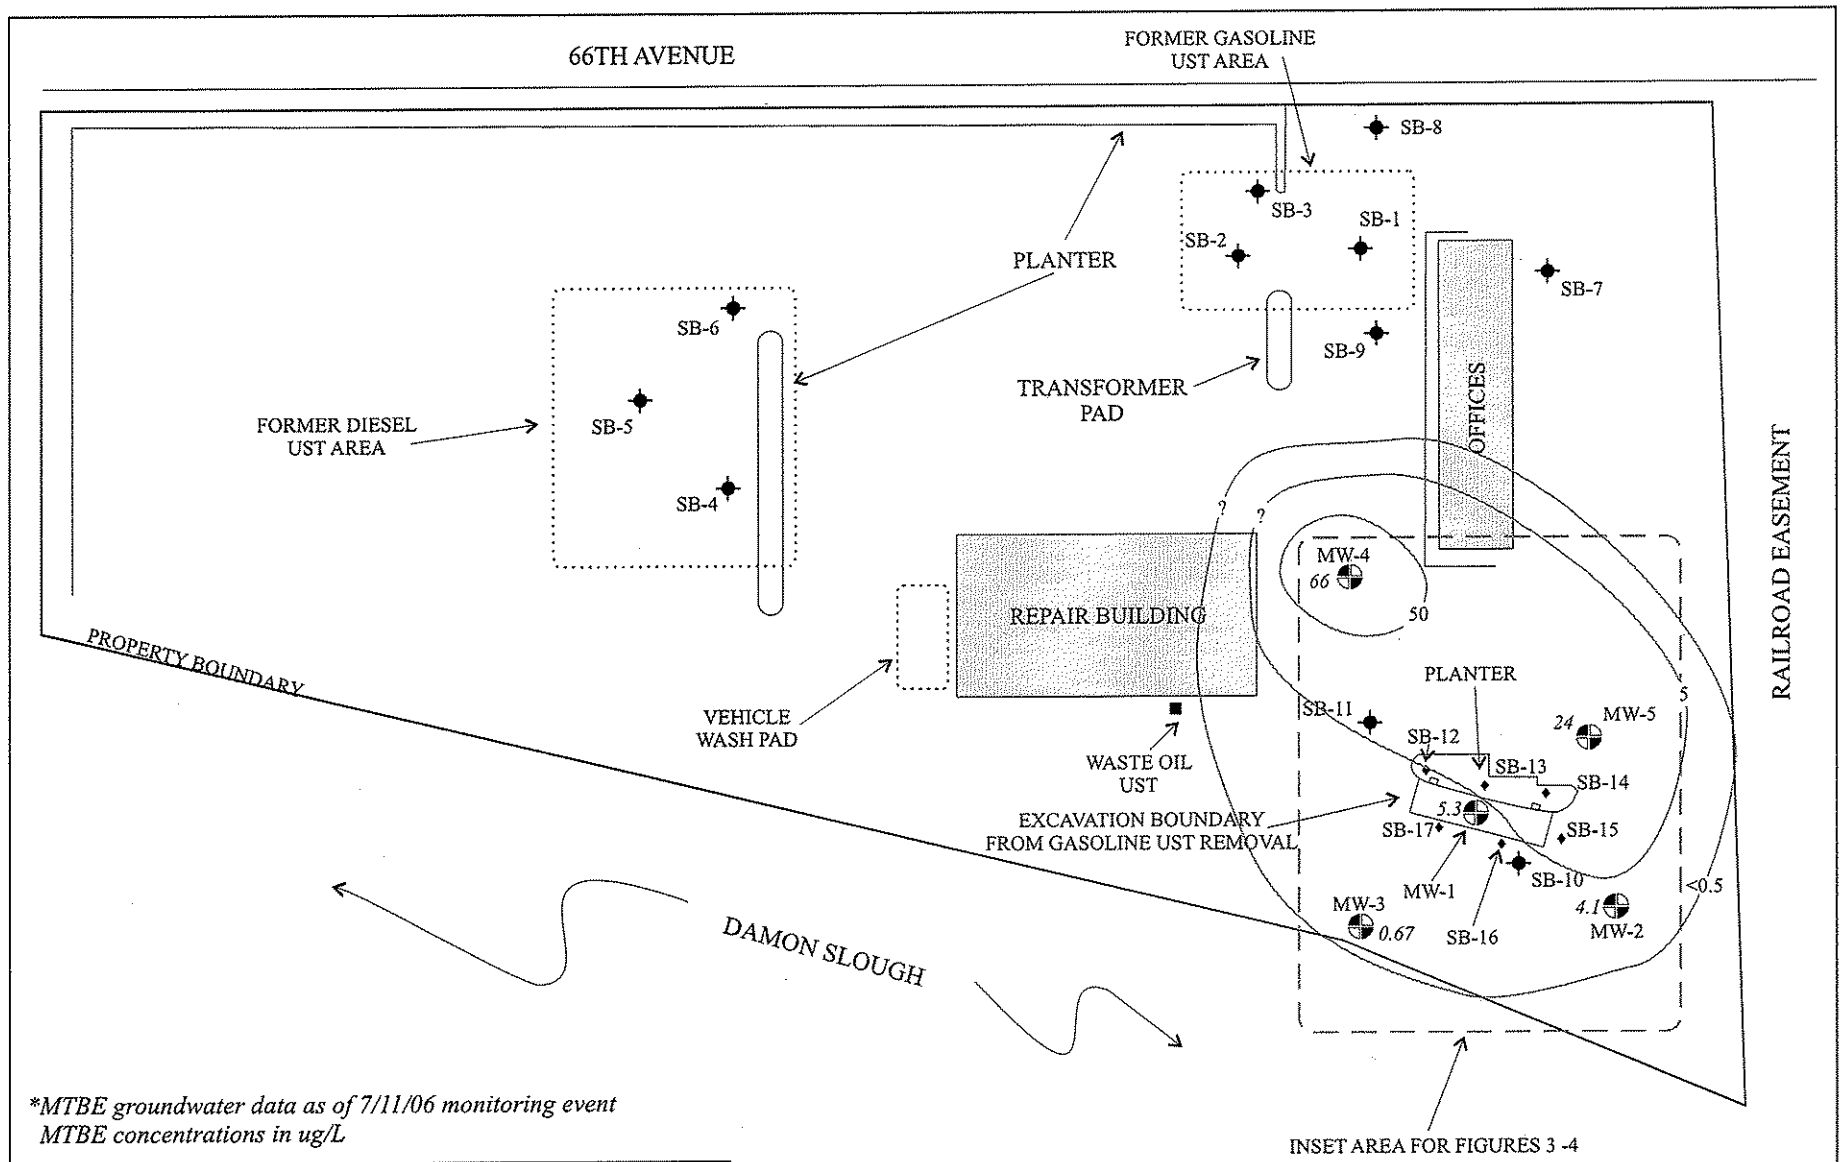 66TH AVENUE
FORMER GASOLINE
UST AREA
SB-8
SB-3
SB-1
SB-2
PLANTER
SB-7
SB-6
SB-9
TRANSFORMER
PAD
OFFICES
FORMER DIESEL
UST AREA
SB-5
SB-4
RAILROAD EASEMENT
?
?
MW-4
66
50
REPAIR BUILDING
PROPERTY BOUNDARY
PLANTER
5
VEHICLE
WASH PAD
SB-11
24
MW-5
SB-12
WASTE OIL
UST
SB-13
SB-14
5.3
EXCAVATION BOUNDARY
FROM GASOLINE UST REMOVAL
SB-17
SB-15
SB-10
<0.5
MW-1
MW-3
0.67
SB-16
4.1
MW-2
DAMON SLOUGH
*MTBE groundwater data as of 7/11/06 monitoring event
MTBE concentrations in ug/L
INSET AREA FOR FIGURES 3 -4